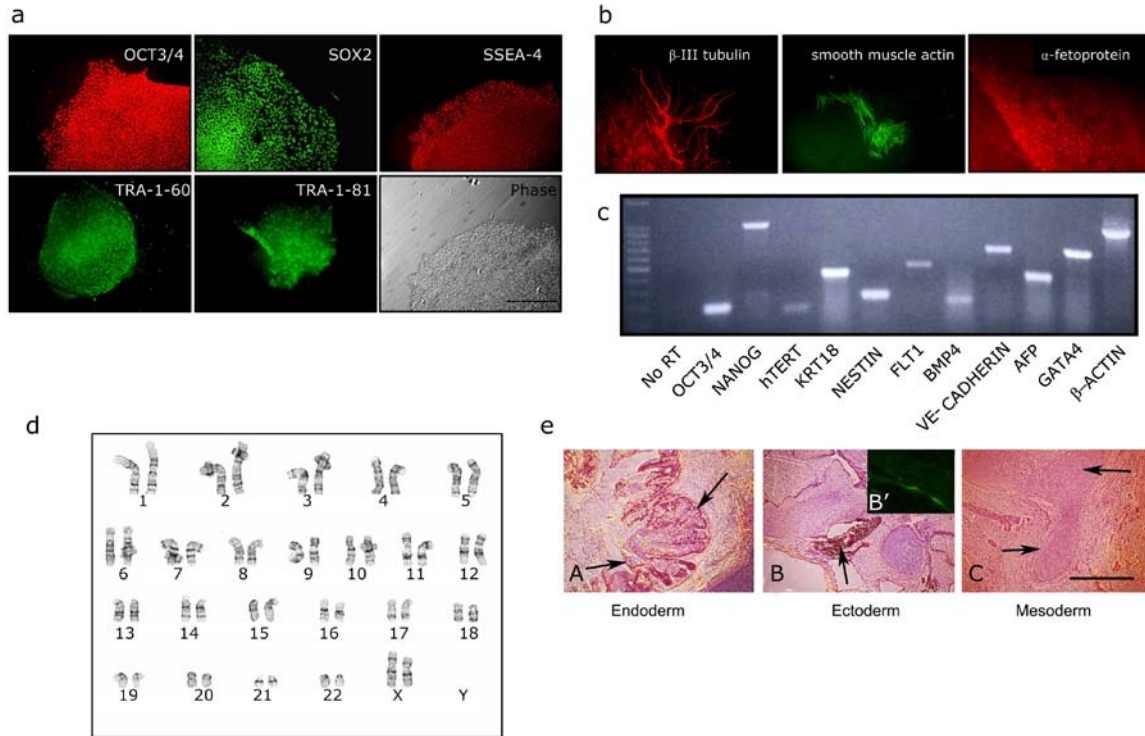 a
OCT3/4 SOX2 SSEA-4
TRA-1-60 TRA-1-81 Phase
b
β-III tubulin smooth muscle actin α-fetoprotein
c
No RT
OCT3/4
NANOG
hTERT
KRT18
NESTIN
FLT1
BMP4
VE- CADHERIN
AFP
GATA4
β-ACTIN
d
1 2 3 4 5
6 7 8 9 10 11 12
13 14 15 16 17 18
19 20 21 22 X Y
e
B′
A B C
Endoderm Ectoderm Mesoderm